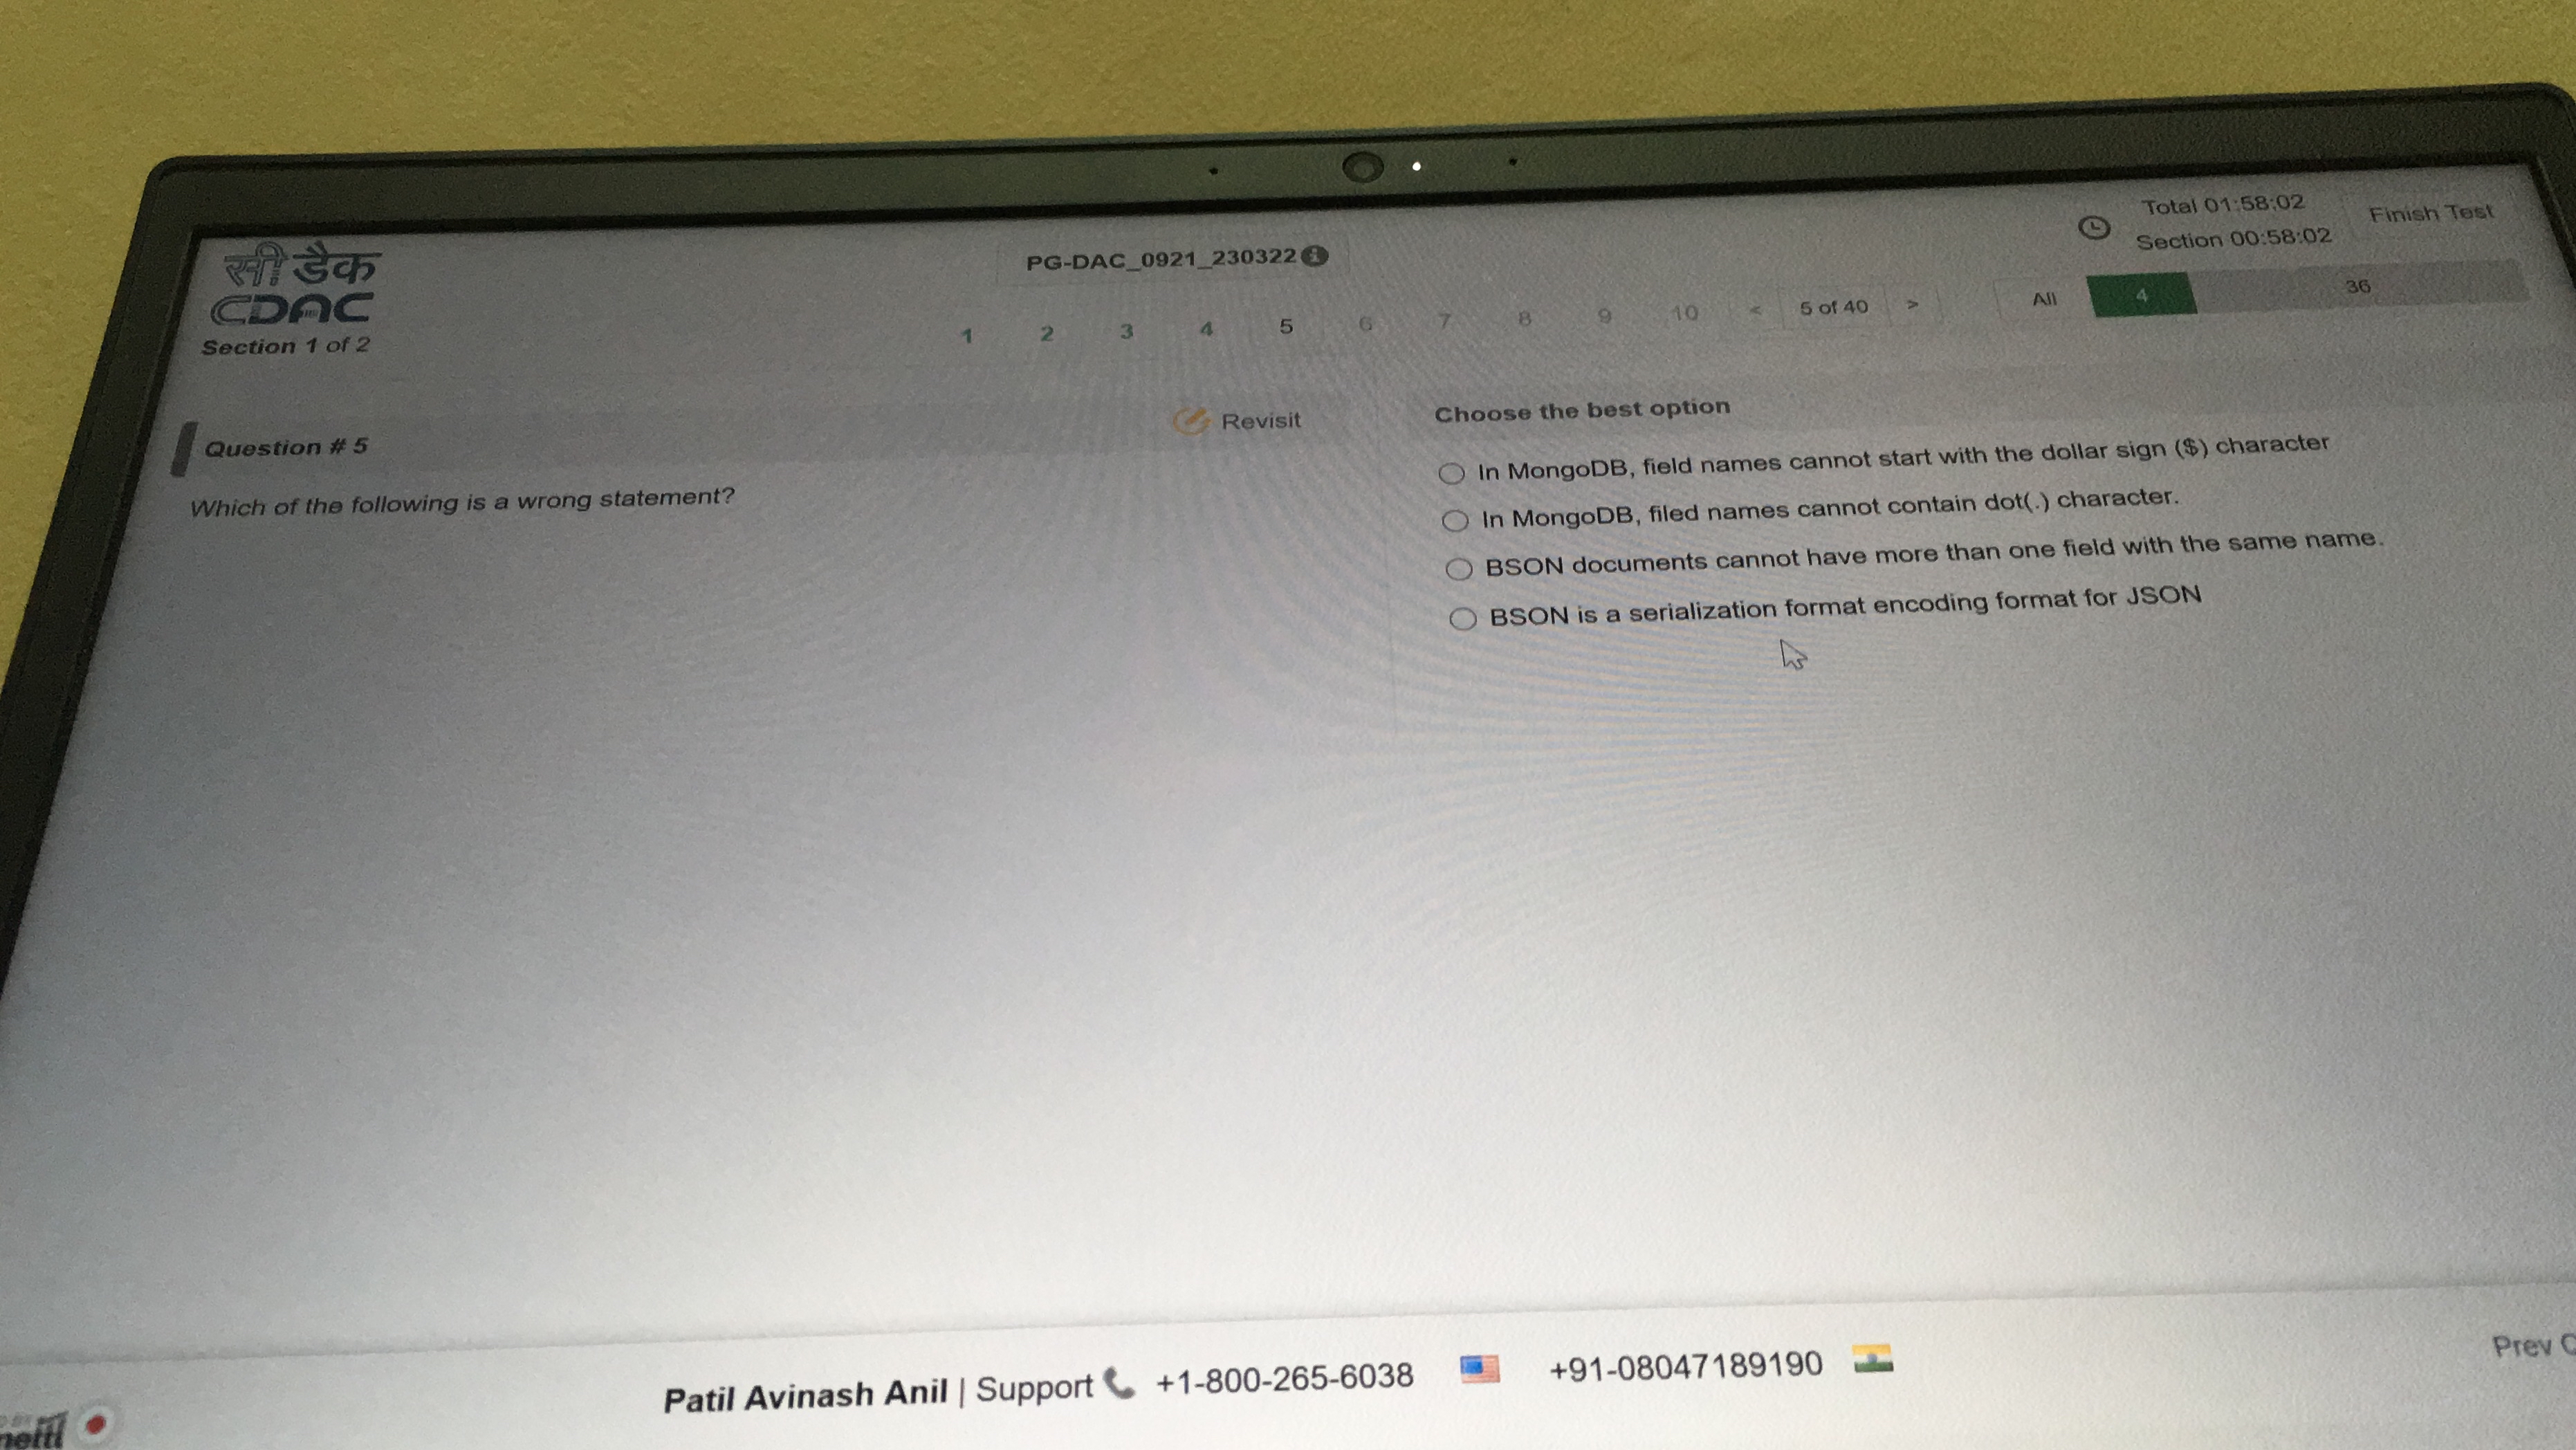 सी डैक
CDAC
Section 1 of 2
PG-DAC_0921_230322
Total 01:58:02
Section 00:58:02
Finish Test
1 2 3 4 5 6 7 8 9 10 < 5 of 40 >
All 4 36
Question # 5
Revisit
Which of the following is a wrong statement?
Choose the best option
In MongoDB, field names cannot start with the dollar sign ($) character
In MongoDB, filed names cannot contain dot(.) character.
BSON documents cannot have more than one field with the same name.
BSON is a serialization format encoding format for JSON
Patil Avinash Anil | Support +1-800-265-6038 +91-08047189190
Prev